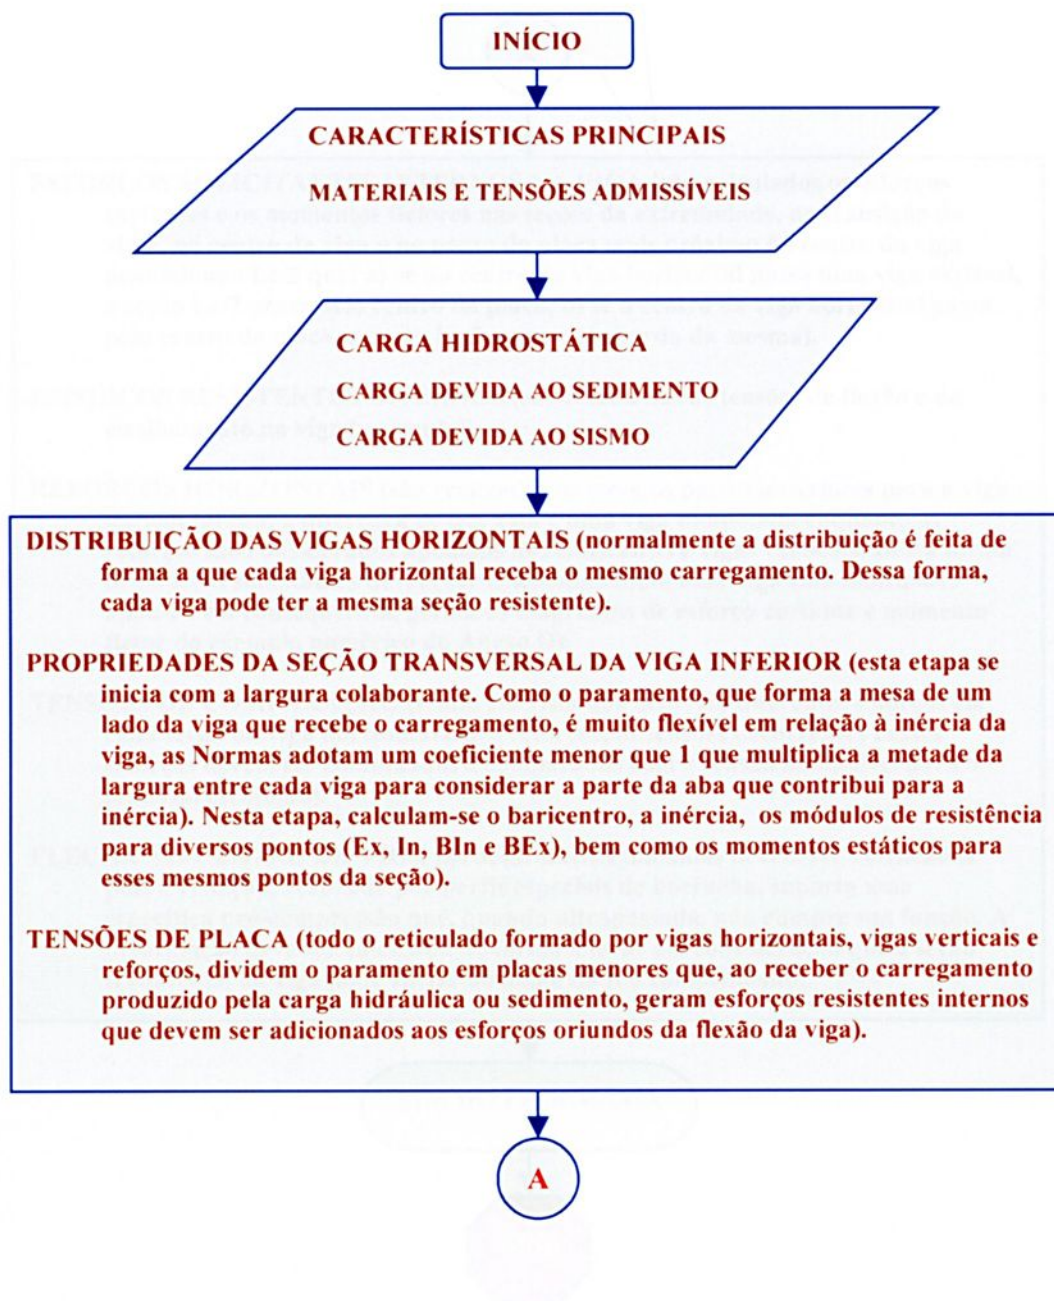 INÍCIO
CARACTERÍSTICAS PRINCIPAIS
MATERIAIS E TENSÕES ADMISSÍVEIS
CARGA HIDROSTÁTICA
CARGA DEVIDA AO SEDIMENTO
CARGA DEVIDA AO SISMO
DISTRIBUIÇÃO DAS VIGAS HORIZONTAIS (normalmente a distribuição é feita de
forma a que cada viga horizontal receba o mesmo carregamento. Dessa forma,
cada viga pode ter a mesma seção resistente).
PROPRIEDADES DA SEÇÃO TRANSVERSAL DA VIGA INFERIOR (esta etapa se
inicia com a largura colaborante. Como o paramento, que forma a mesa de um
lado da viga que recebe o carregamento, é muito flexível em relação à inércia da
viga, as Normas adotam um coeficiente menor que 1 que multiplica a metade da
largura entre cada viga para considerar a parte da aba que contribui para a
inércia). Nesta etapa, calculam-se o baricentro, a inércia, os módulos de resistência
para diversos pontos (Ex, In, BIn e BEx), bem como os momentos estáticos para
esses mesmos pontos da seção).
TENSÕES DE PLACA (todo o reticulado formado por vigas horizontais, vigas verticais e
reforços, dividem o paramento em placas menores que, ao receber o carregamento
produzido pela carga hidráulica ou sedimento, geram esforços resistentes internos
que devem ser adicionados aos esforços oriundos da flexão da viga).
A